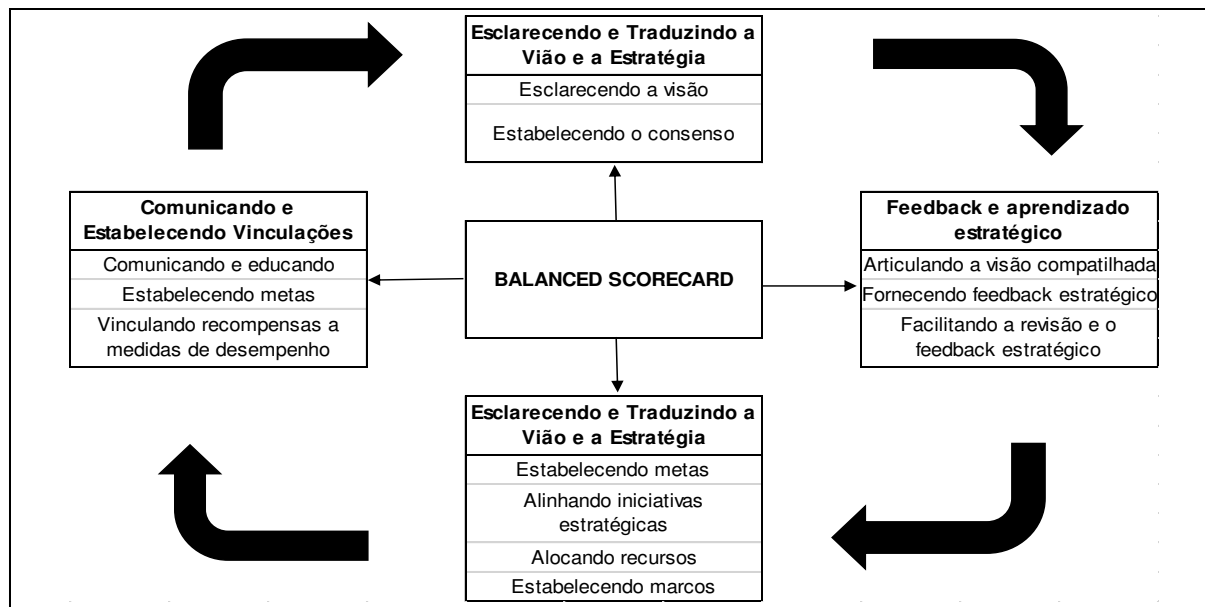 Esclarecendo e Traduzindo a
Vião e a Estratégia
Esclarecendo a visão
Estabelecendo o consenso
Comunicando e
Estabelecendo Vinculações
Comunicando e educando
Estabelecendo metas
Vinculando recompensas a
medidas de desempenho
BALANCED SCORECARD
Feedback e aprendizado
estratégico
Articulando a visão compatilhada
Fornecendo feedback estratégico
Facilitando a revisão e o
feedback estratégico
Esclarecendo e Traduzindo a
Vião e a Estratégia
Estabelecendo metas
Alinhando iniciativas
estratégicas
Alocando recursos
Estabelecendo marcos